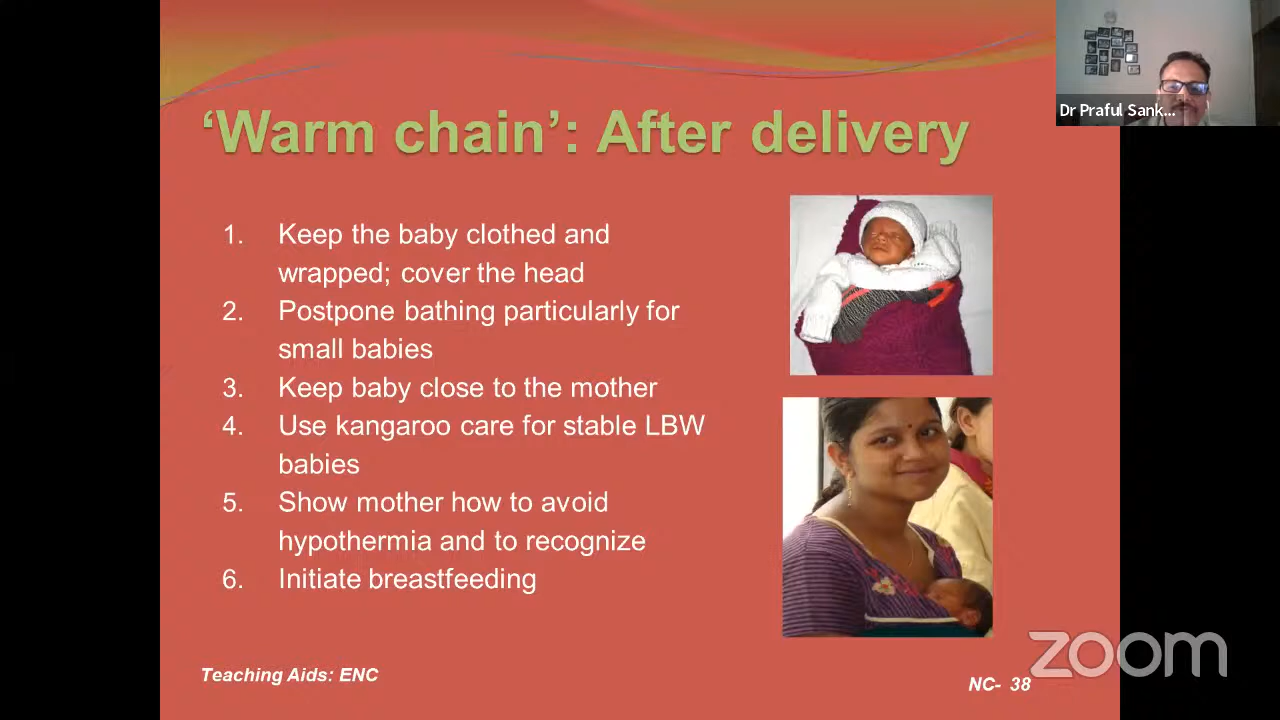 ‘Warm chain’: After delivery
Dr Praful Sank...
1. Keep the baby clothed and
wrapped; cover the head
2. Postpone bathing particularly for
small babies
3. Keep baby close to the mother
4. Use kangaroo care for stable LBW
babies
5. Show mother how to avoid
hypothermia and to recognize
6. Initiate breastfeeding
Teaching Aids: ENC
NC- 38
zoom